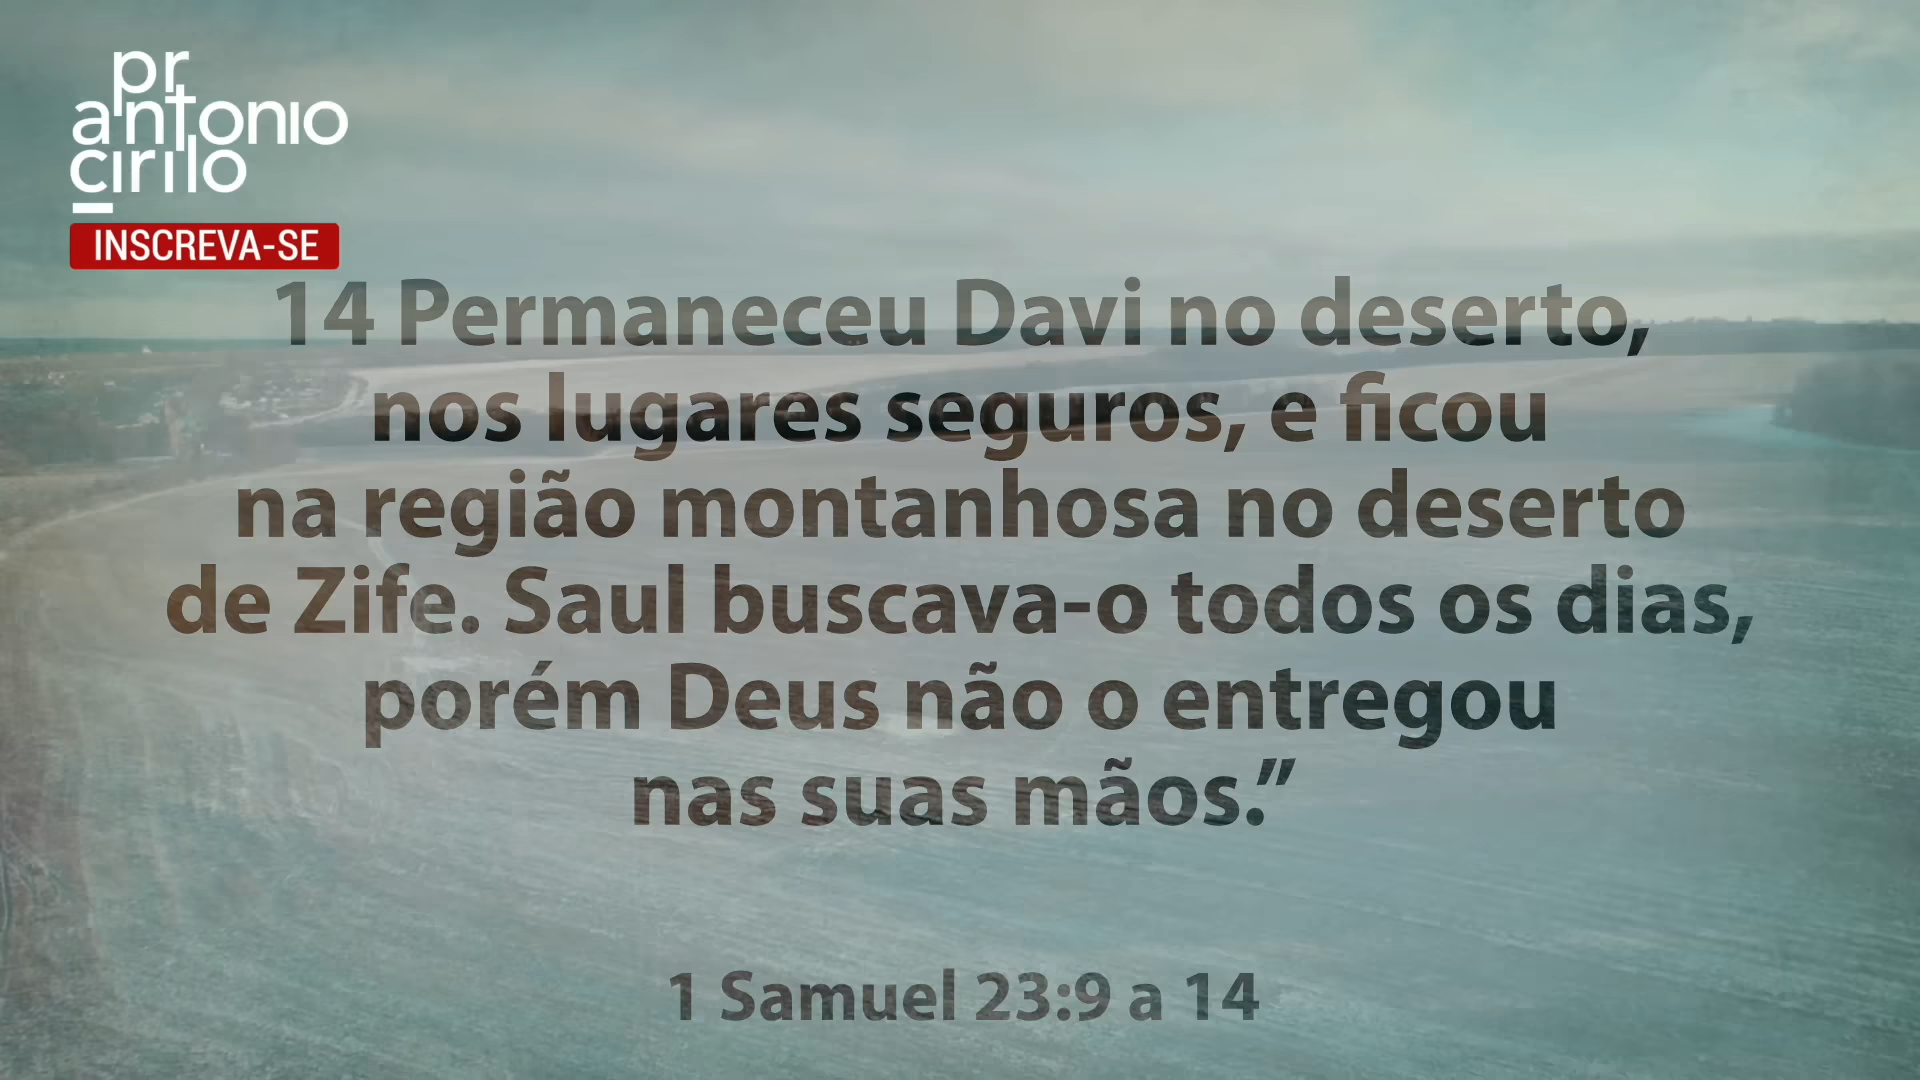 pr
antonio
cirilo
INSCREVA-SE
14 Permaneceu Davi no deserto,
nos lugares seguros, e ficou
na região montanhosa no deserto
de Zife. Saul buscava-o todos os dias,
porém Deus não o entregou
nas suas mãos.”
1 Samuel 23:9 a 14